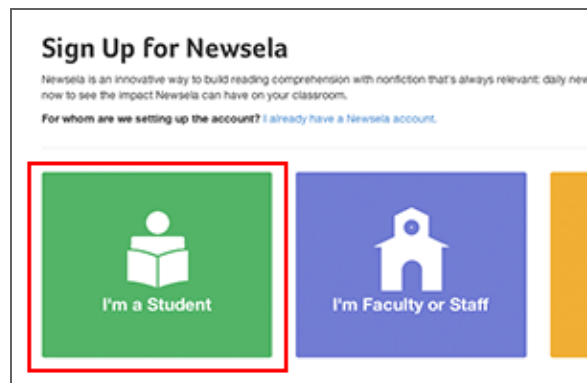 Sign Up for Newsela
Newsela is an innovative way to build reading comprehension with nonfiction that's always relevant: daily new
now to see the impact Newsela can have on your classroom.
For whom are we setting up the account? I already have a Newsela account.
I'm a Student
I'm Faculty or Staff